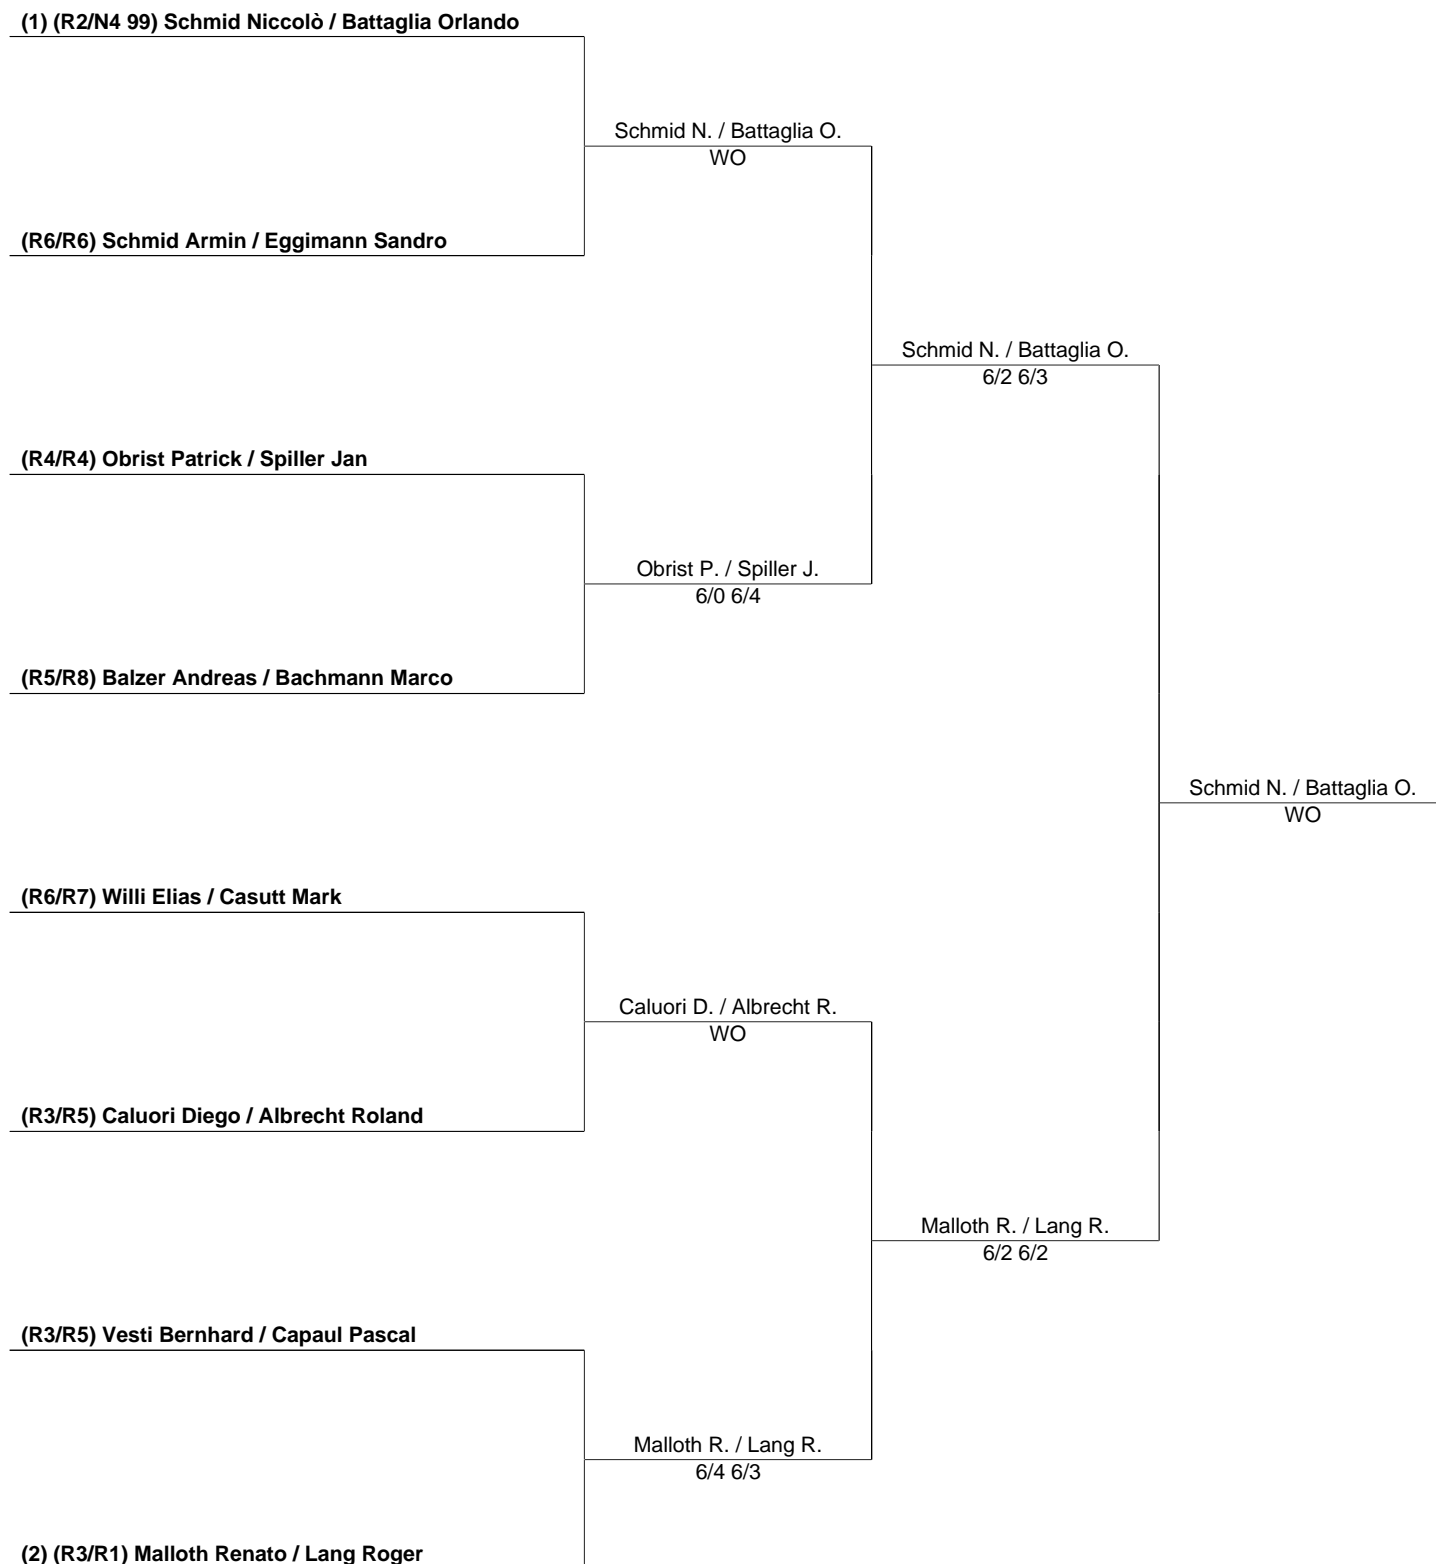 (1) (R2/N4 99) Schmid Niccolò / Battaglia Orlando
Schmid N. / Battaglia O.
WO
(R6/R6) Schmid Armin / Eggimann Sandro
Schmid N. / Battaglia O.
6/2 6/3
(R4/R4) Obrist Patrick / Spiller Jan
Obrist P. / Spiller J.
6/0 6/4
(R5/R8) Balzer Andreas / Bachmann Marco
Schmid N. / Battaglia O.
WO
(R6/R7) Willi Elias / Casutt Mark
Caluori D. / Albrecht R.
WO
(R3/R5) Caluori Diego / Albrecht Roland
Malloth R. / Lang R.
6/2 6/2
(R3/R5) Vesti Bernhard / Capaul Pascal
Malloth R. / Lang R.
6/4 6/3
(2) (R3/R1) Malloth Renato / Lang Roger